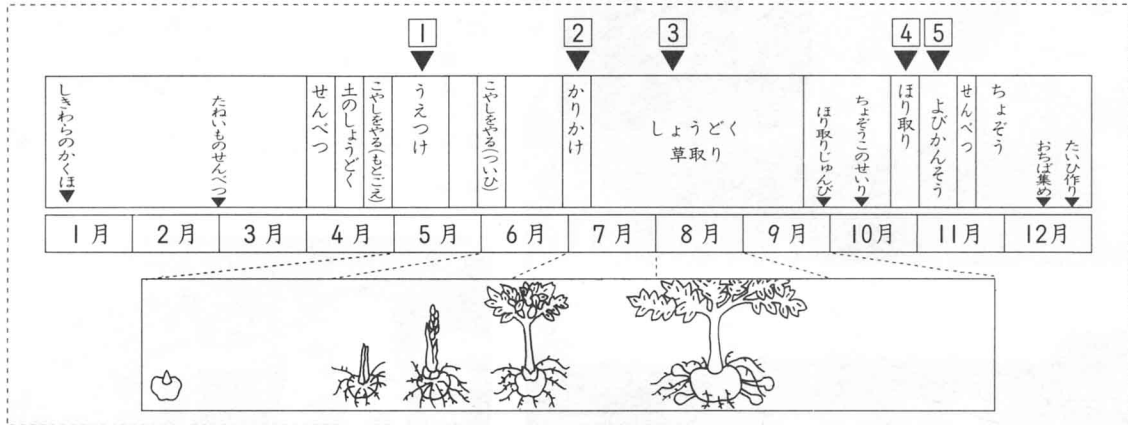 1
2
3
4
5
しきわらのかくほ
たねいものせんべつ
せんべつ
土のしょうどく
こやしをやる(もとごえ)
うえつけ
こやしをやる(ついひ)
かりかけ
しょうどく
草取り
ほり取りじゅんび
ちょぞうこのせいり
ほり取り
よびかんそう
せんべつ
ちょぞう
おちば集め
たいひ作り
1月
2月
3月
4月
5月
6月
7月
8月
9月
10月
11月
12月